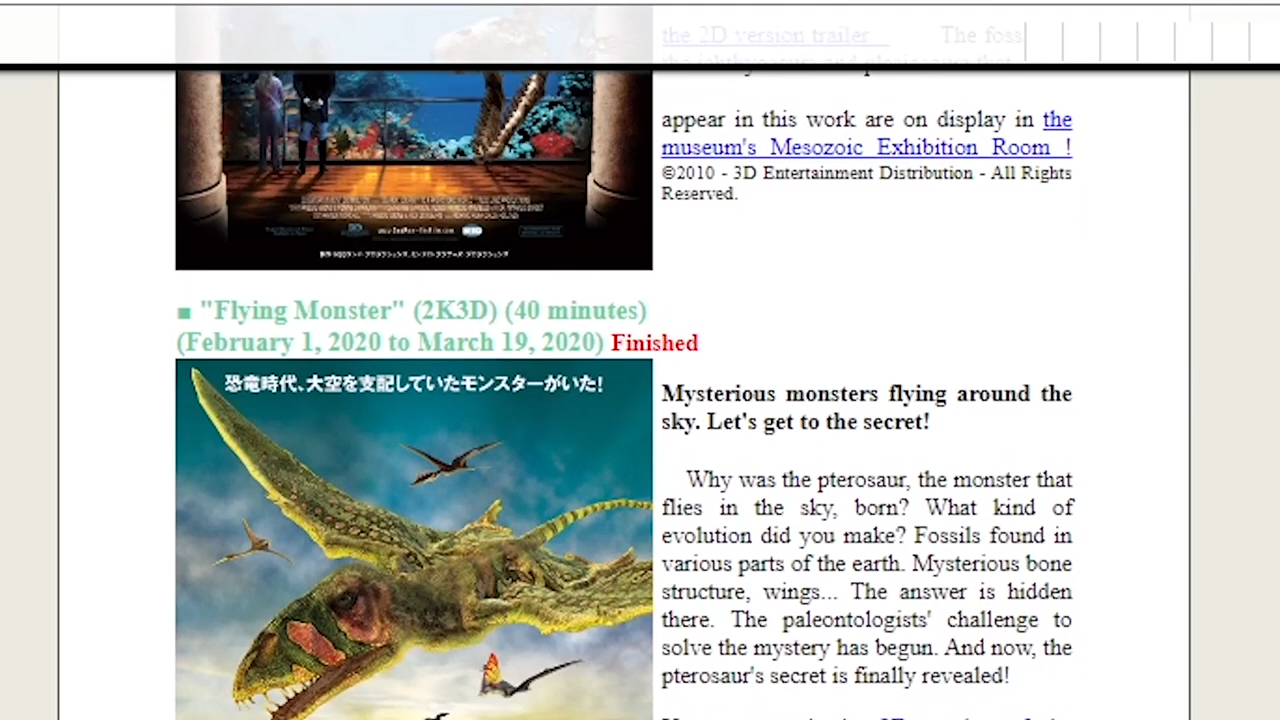 the 2D version trailer The foss
appear in this work are on display in the
museum's Mesozoic Exhibition Room !
©2010 - 3D Entertainment Distribution - All Rights
Reserved.
■ "Flying Monster" (2K3D) (40 minutes)
(February 1, 2020 to March 19, 2020) Finished
恐竜時代、大空を支配していたモンスターがいた!
Mysterious monsters flying around the
sky. Let's get to the secret!
Why was the pterosaur, the monster that
flies in the sky, born? What kind of
evolution did you make? Fossils found in
various parts of the earth. Mysterious bone
structure, wings... The answer is hidden
there. The paleontologists' challenge to
solve the mystery has begun. And now, the
pterosaur's secret is finally revealed!